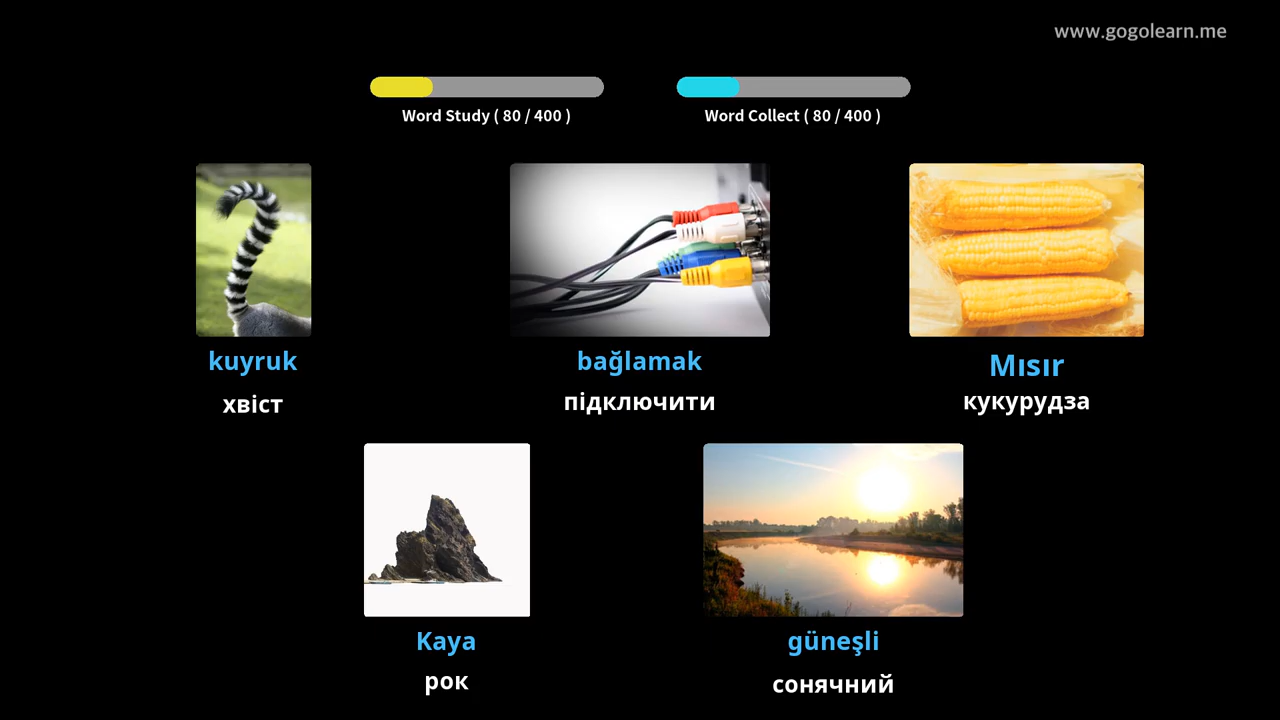 www.gogolearn.me
Word Study ( 80 / 400 )
Word Collect ( 80 / 400 )
kuyruk
хвіст
bağlamak
підключити
Mısır
кукурудза
Kaya
рок
güneşli
сонячний